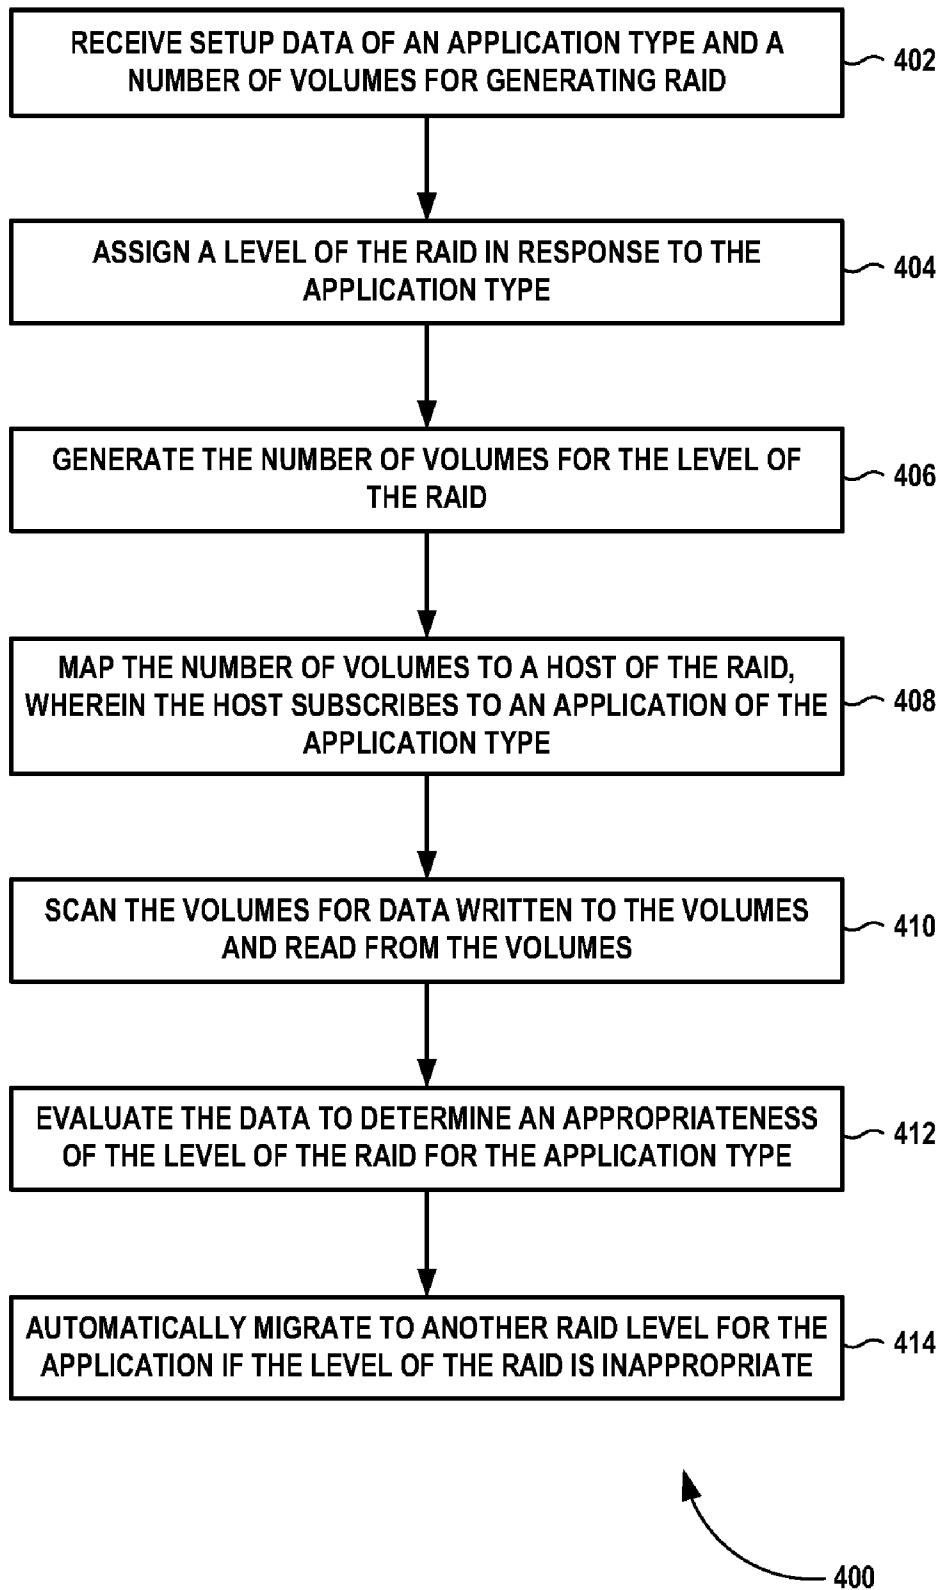 RECEIVE SETUP DATA OF AN APPLICATION TYPE AND A
NUMBER OF VOLUMES FOR GENERATING RAID
402
ASSIGN A LEVEL OF THE RAID IN RESPONSE TO THE
APPLICATION TYPE
404
GENERATE THE NUMBER OF VOLUMES FOR THE LEVEL OF
THE RAID
406
MAP THE NUMBER OF VOLUMES TO A HOST OF THE RAID,
WHEREIN THE HOST SUBSCRIBES TO AN APPLICATION OF THE
APPLICATION TYPE
408
SCAN THE VOLUMES FOR DATA WRITTEN TO THE VOLUMES
AND READ FROM THE VOLUMES
410
EVALUATE THE DATA TO DETERMINE AN APPROPRIATENESS
OF THE LEVEL OF THE RAID FOR THE APPLICATION TYPE
412
AUTOMATICALLY MIGRATE TO ANOTHER RAID LEVEL FOR THE
APPLICATION IF THE LEVEL OF THE RAID IS INAPPROPRIATE
414
400